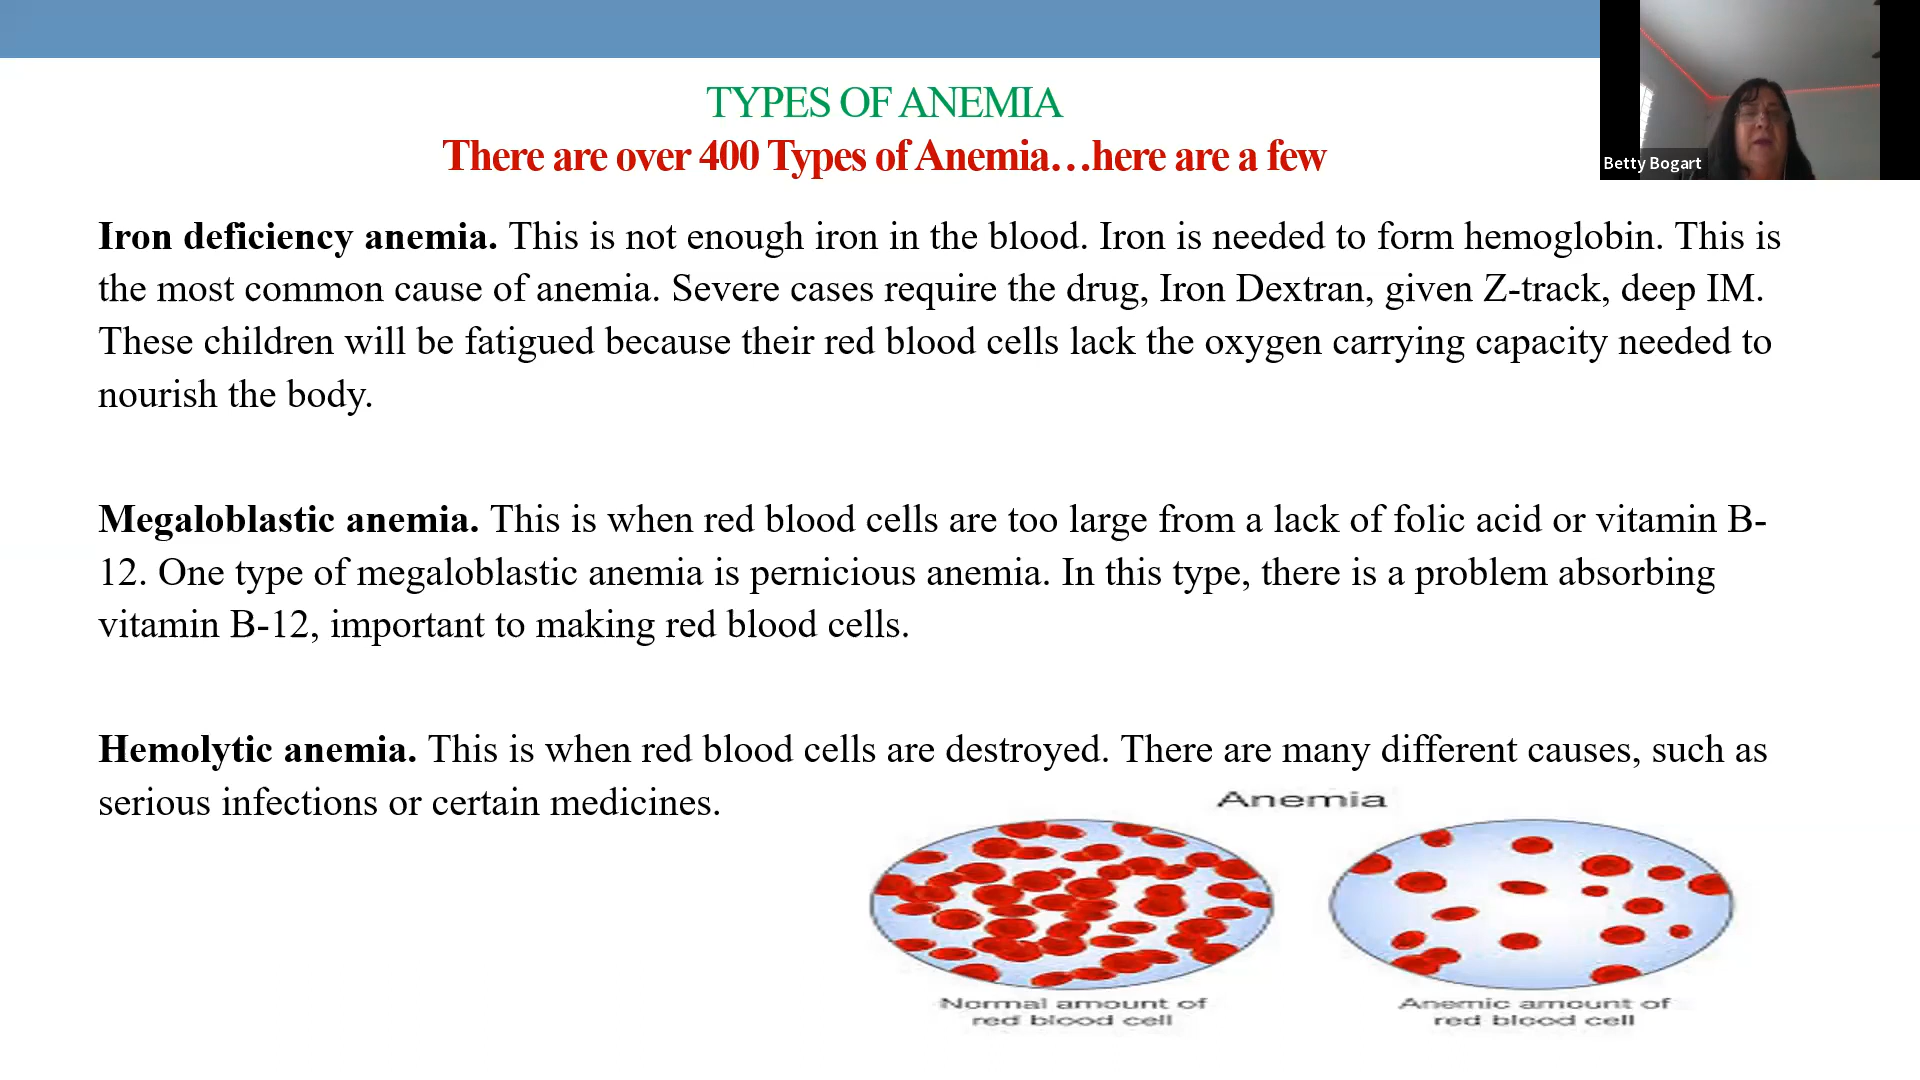 TYPES OF ANEMIA
There are over 400 Types of Anemia…here are a few
Betty Bogart
Iron deficiency anemia. This is not enough iron in the blood. Iron is needed to form hemoglobin. This is
the most common cause of anemia. Severe cases require the drug, Iron Dextran, given Z-track, deep IM.
These children will be fatigued because their red blood cells lack the oxygen carrying capacity needed to
nourish the body.
Megaloblastic anemia. This is when red blood cells are too large from a lack of folic acid or vitamin B-
12. One type of megaloblastic anemia is pernicious anemia. In this type, there is a problem absorbing
vitamin B-12, important to making red blood cells.
Hemolytic anemia. This is when red blood cells are destroyed. There are many different causes, such as
serious infections or certain medicines.
Anemia
Normal amount of
red blood cell
Anemic amount of
red blood cell